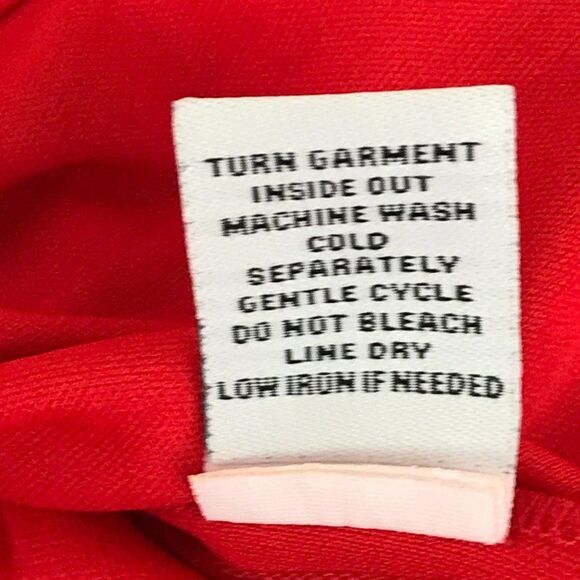 TURN GARMENT
INSIDE OUT
MACHINE WASH
COLD
SEPARATELY
GENTLE CYCLE
DO NOT BLEACH
LINE DRY
LOW IRON IF NEEDED